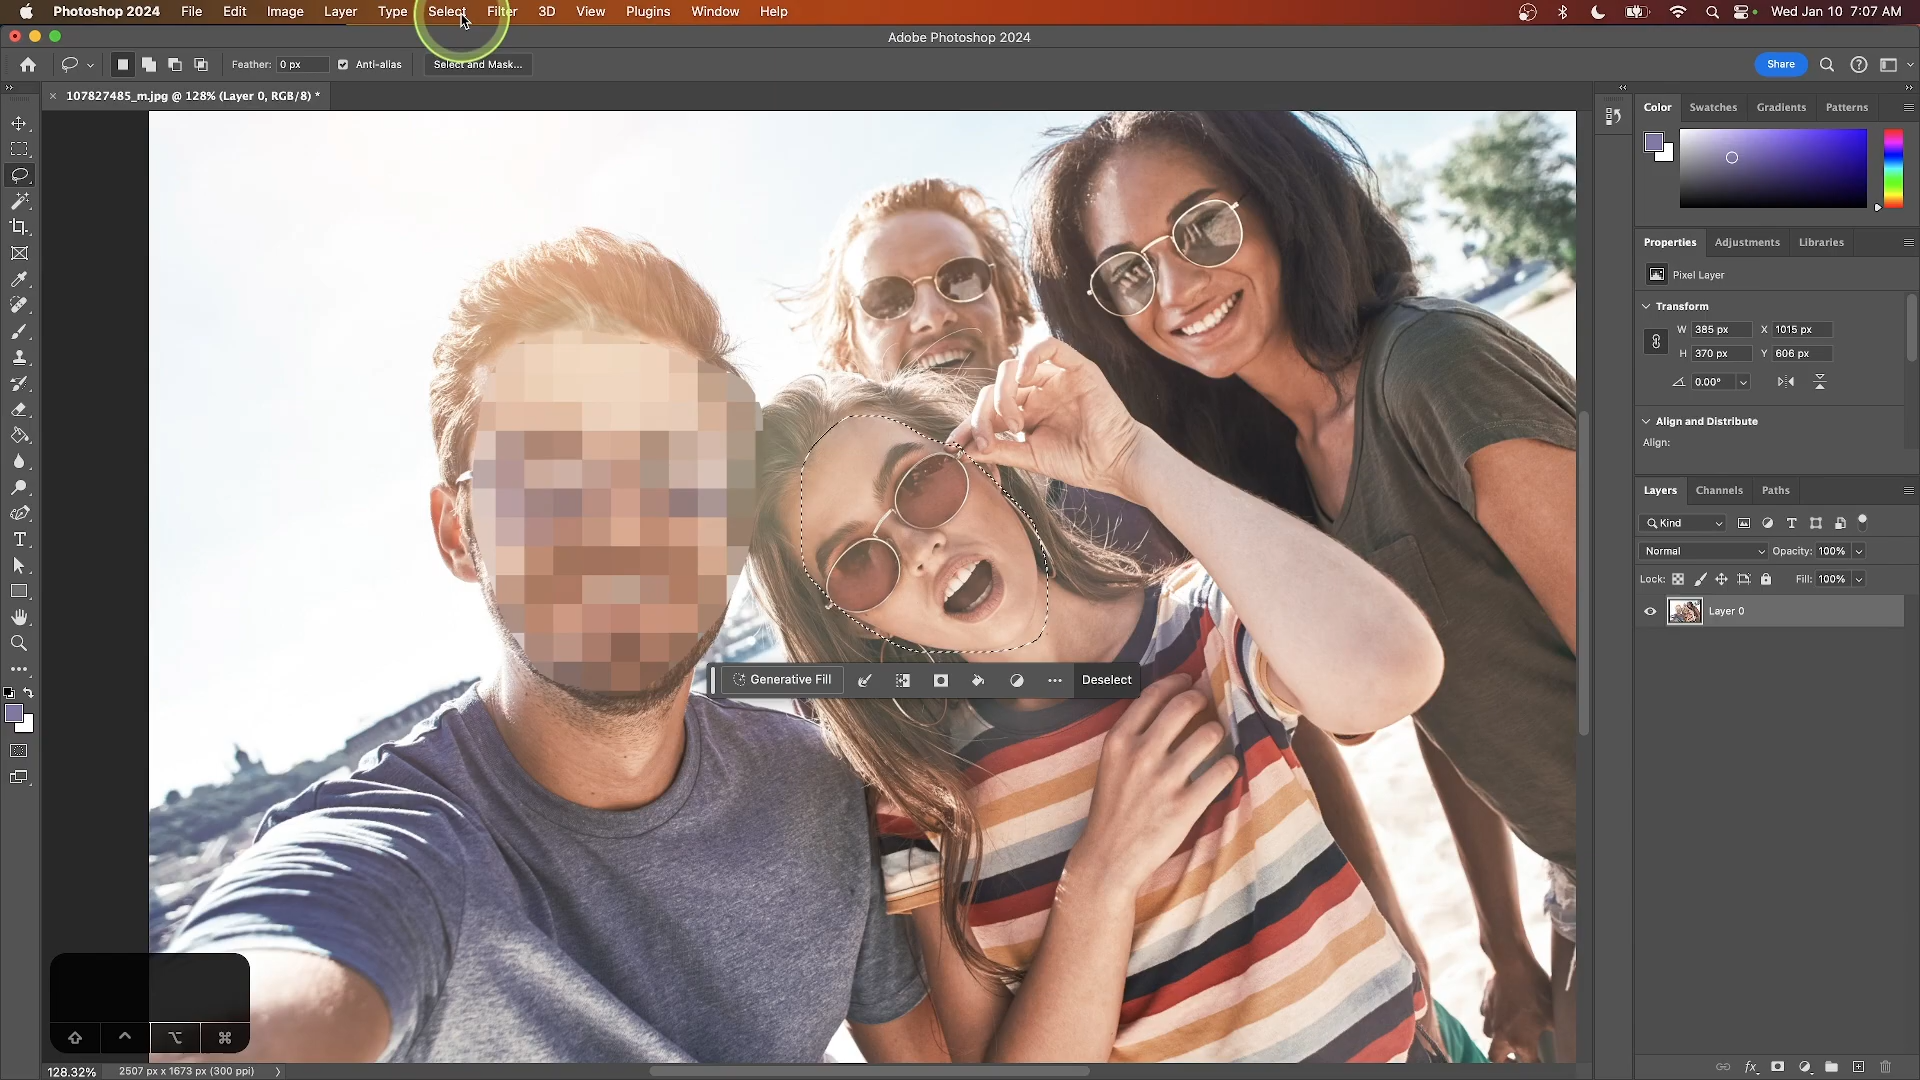 Photoshop 2024 File Edit Image Layer Type Select Filter 3D View Plugins Window Help Wed Jan 10 7:07 AM
Adobe Photoshop 2024
Feather: 0 px Anti-alias Select and Mask... Share
107827485_m.jpg @ 128% (Layer 0, RGB/8) *
Color Swatches Gradients Patterns
Properties Adjustments Libraries
Pixel Layer
Transform
W 385 px X 1015 px
H 370 px Y 606 px
0.00°
Align and Distribute
Align:
Layers Channels Paths
Kind
Normal Opacity: 100%
Lock: Fill: 100%
Layer 0
Generative Fill Deselect
128.32% 2507 px x 1673 px (300 ppi)